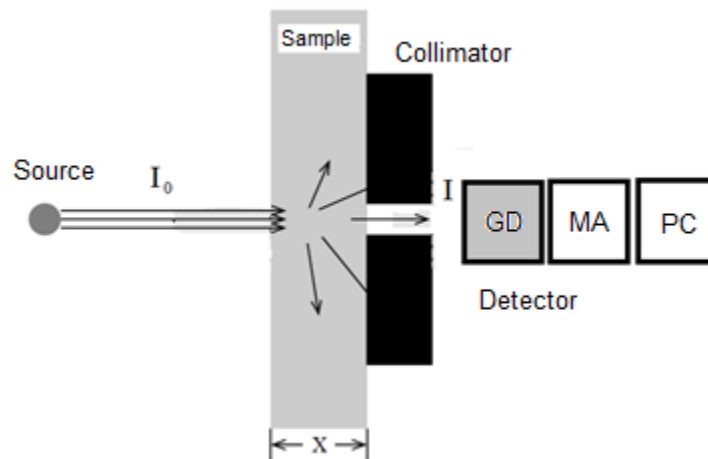 Sample
Collimator
Source
I₀
I
GD MA PC
Detector
X